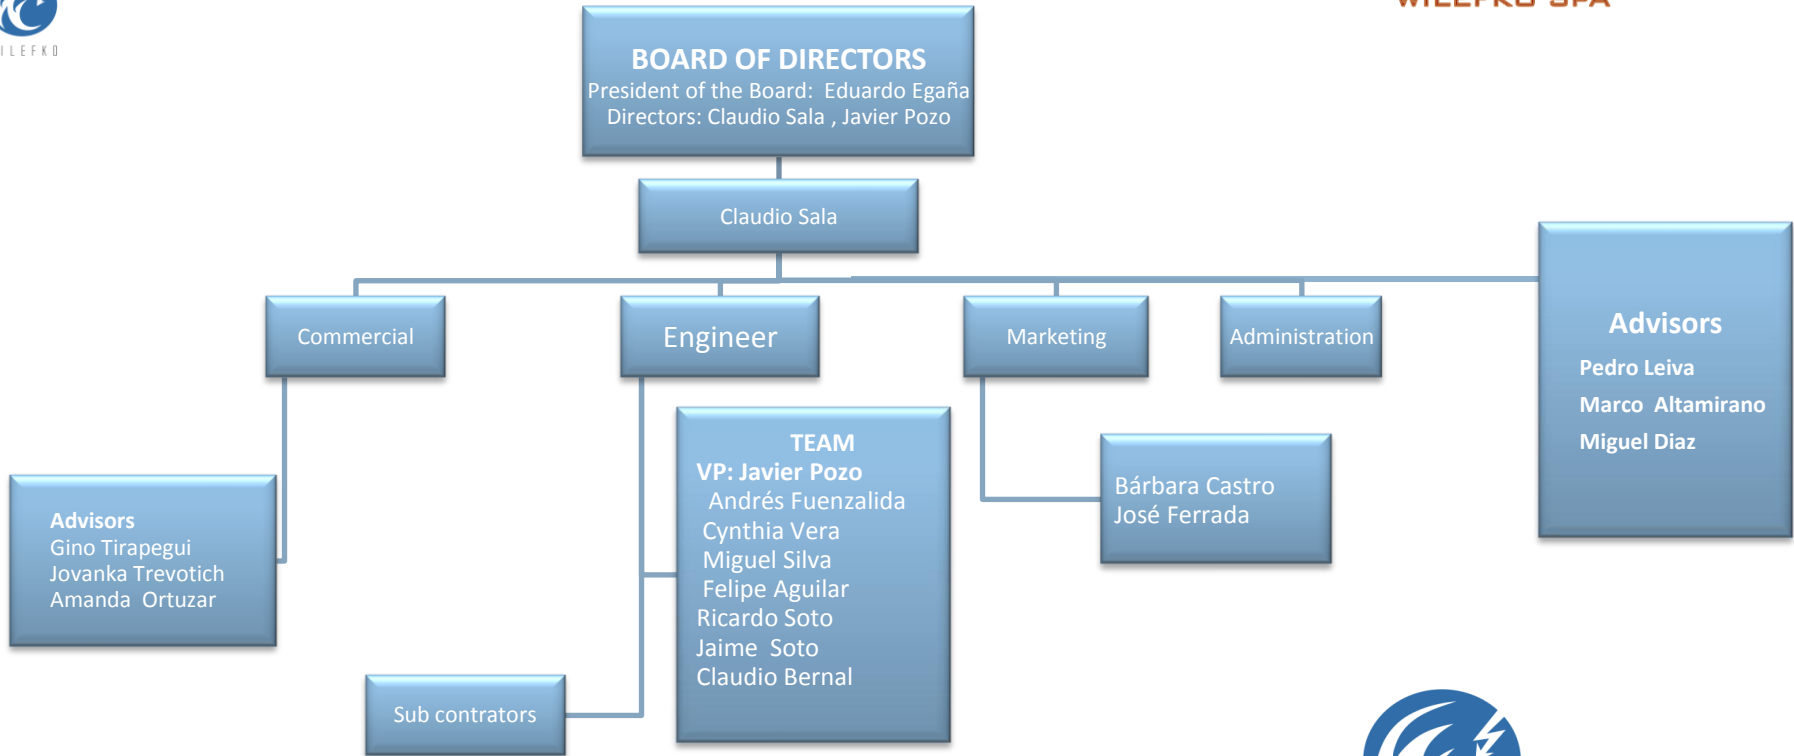 WILEFKO SPA
ILEFKO
BOARD OF DIRECTORS
President of the Board: Eduardo Egaña
Directors: Claudio Sala , Javier Pozo
Claudio Sala
Commercial
Engineer
Marketing
Administration
Advisors
Pedro Leiva
Marco Altamirano
Miguel Diaz
Advisors
Gino Tirapegui
Jovanka Trevotich
Amanda Ortuzar
TEAM
VP: Javier Pozo
Andrés Fuenzalida
Cynthia Vera
Miguel Silva
Felipe Aguilar
Ricardo Soto
Jaime Soto
Claudio Bernal
Bárbara Castro
José Ferrada
Sub contrators